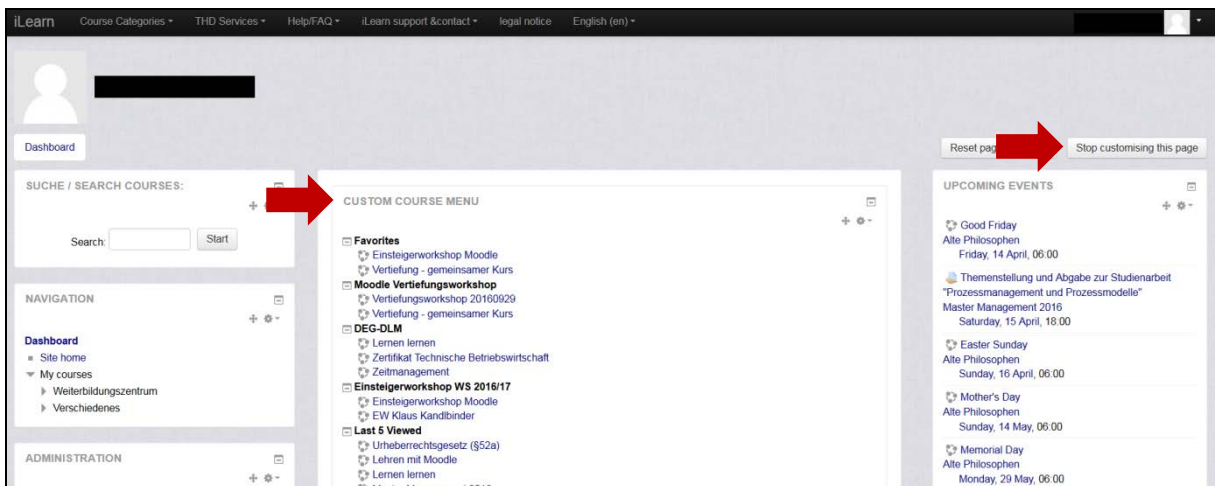 iLearn Course Categories THD Services Help/FAQ iLearn support &contact legal notice English (en)
Dashboard
Reset Stop customising this page
SUCHE / SEARCH COURSES:
Search: Start
NAVIGATION
Dashboard
Site home
My courses
Weiterbildungszentrum
Verschiedenes
ADMINISTRATION
CUSTOM COURSE MENU
Favorites
Einsteigerworkshop Moodle
Vertiefung - gemeinsamer Kurs
Moodle Vertiefungsworkshop
Vertiefungsworkshop 20160929
Vertiefung - gemeinsamer Kurs
DEG-DLM
Lernen lernen
Zertifikat Technische Betriebswirtschaft
Zeitmanagement
Einsteigerworkshop WS 2016/17
Einsteigerworkshop Moodle
EW Klaus Kandlbinder
Last 5 Viewed
Urheberrechtsgesetz (§52a)
Lehren mit Moodle
Lernen lernen
UPCOMING EVENTS
Good Friday
Alte Philosophen
Friday, 14 April, 06:00
Themenstellung und Abgabe zur Studienarbeit
"Prozessmanagement und Prozessmodelle"
Master Management 2016
Saturday, 15 April, 18:00
Easter Sunday
Alte Philosophen
Sunday, 16 April, 06:00
Mother's Day
Alte Philosophen
Sunday, 14 May, 06:00
Memorial Day
Alte Philosophen
Monday, 29 May, 06:00